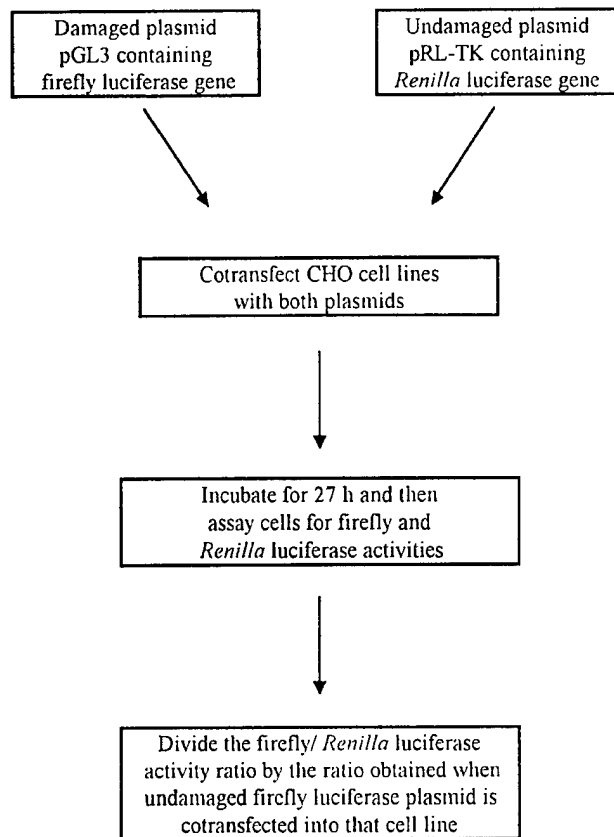 Damaged plasmid
pGL3 containing
firefly luciferase gene
Undamaged plasmid
pRL-TK containing
Renilla luciferase gene
Cotransfect CHO cell lines
with both plasmids
Incubate for 27 h and then
assay cells for firefly and
Renilla luciferase activities
Divide the firefly/ Renilla luciferase
activity ratio by the ratio obtained when
undamaged firefly luciferase plasmid is
cotransfected into that cell line